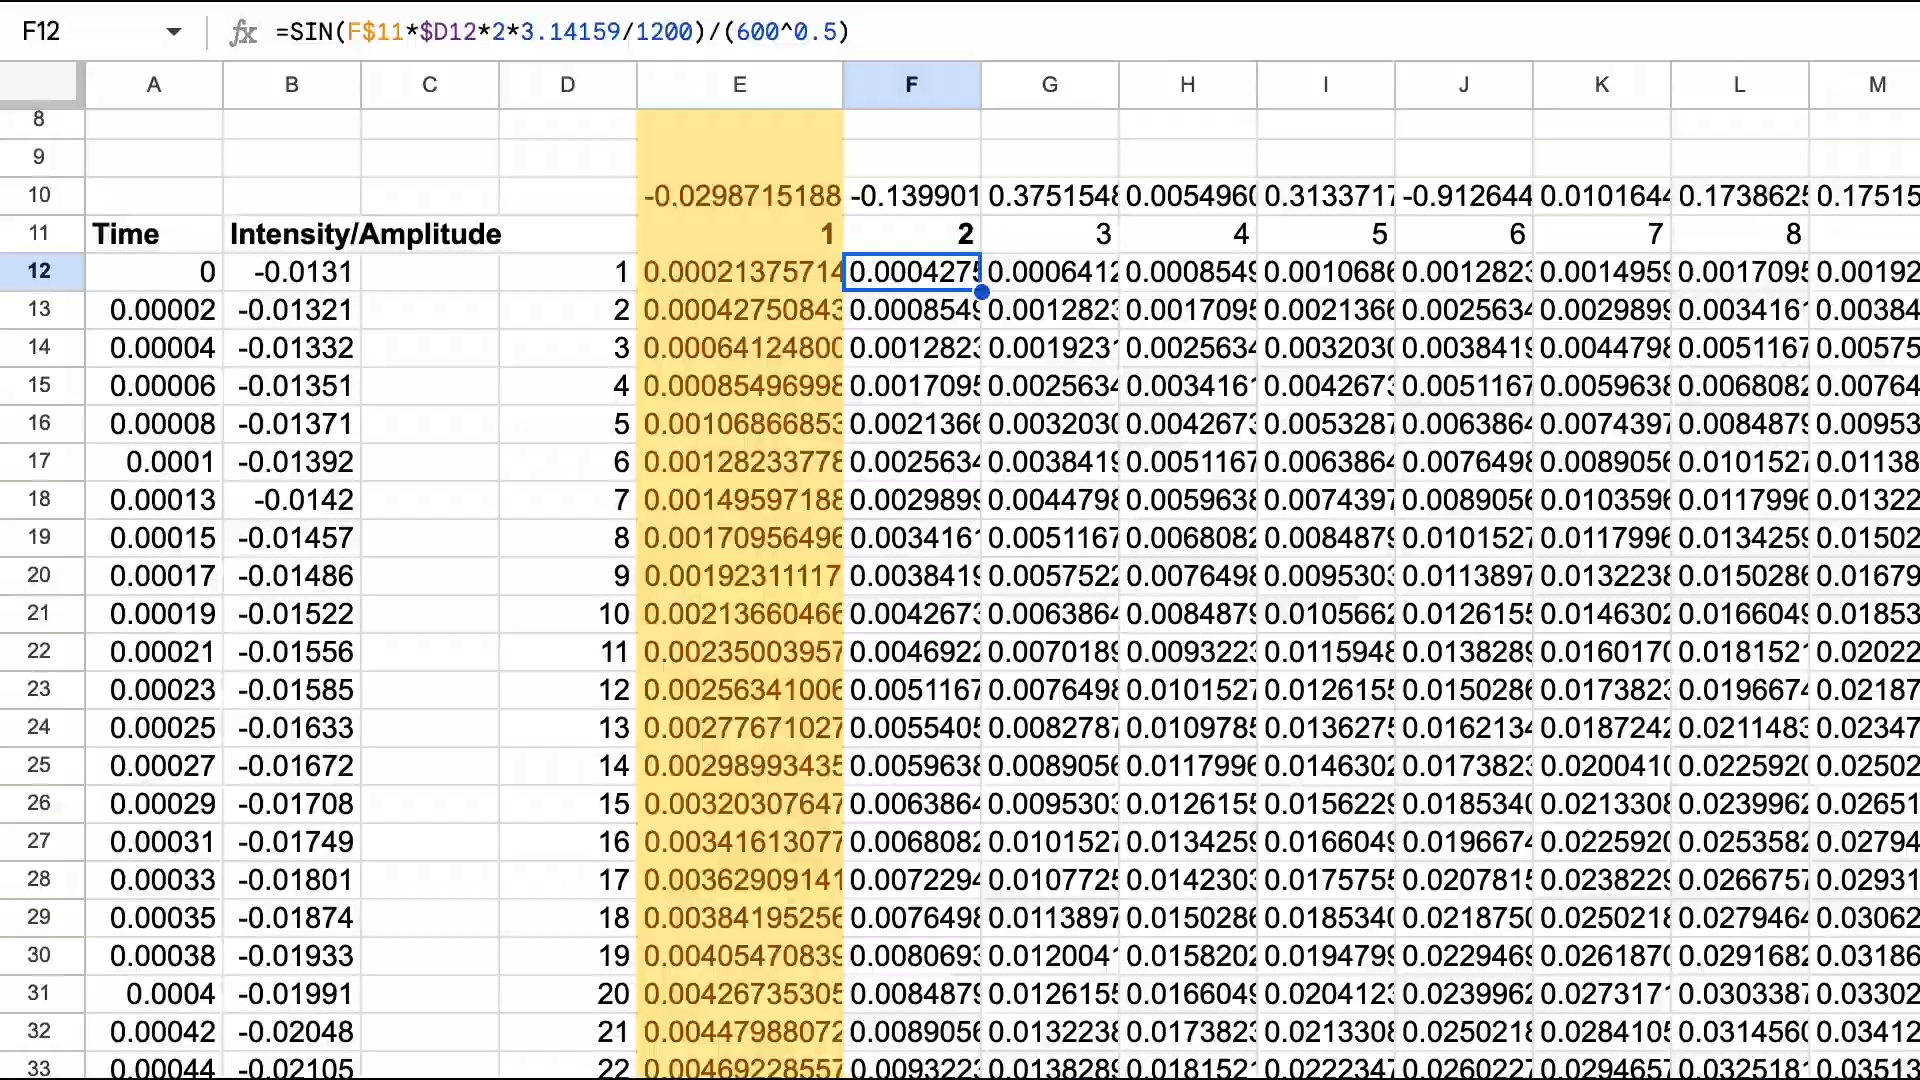 F12 fx =SIN(F$11*$D12*2*3.14159/1200)/(600^0.5)
A B C D E F G H I J K L M
8
9
10 -0.0298715188 -0.139901 0.3751548 0.0054960 0.3133717 -0.912644 0.0101644 0.1738625 0.17515
11 Time Intensity/Amplitude 1 2 3 4 5 6 7 8
12 0 -0.0131 1 0.00021375714 0.0004275 0.0006412 0.0008549 0.0010686 0.0012823 0.0014959 0.0017095 0.00192
13 0.00002 -0.01321 2 0.00042750843 0.0008549 0.0012823 0.0017095 0.0021366 0.0025634 0.0029899 0.0034161 0.00384
14 0.00004 -0.01332 3 0.00064124800 0.0012823 0.0019231 0.0025634 0.0032030 0.0038419 0.0044798 0.0051167 0.00575
15 0.00006 -0.01351 4 0.00085496998 0.0017095 0.0025634 0.0034161 0.0042673 0.0051167 0.0059638 0.0068082 0.00764
16 0.00008 -0.01371 5 0.00106866853 0.0021366 0.0032030 0.0042673 0.0053287 0.0063864 0.0074397 0.0084879 0.00953
17 0.0001 -0.01392 6 0.00128233778 0.0025634 0.0038419 0.0051167 0.0063864 0.0076498 0.0089056 0.0101527 0.01138
18 0.00013 -0.0142 7 0.00149597188 0.0029899 0.0044798 0.0059638 0.0074397 0.0089056 0.0103596 0.0117996 0.01322
19 0.00015 -0.01457 8 0.00170956496 0.0034161 0.0051167 0.0068082 0.0084879 0.0101527 0.0117996 0.0134259 0.01502
20 0.00017 -0.01486 9 0.00192311117 0.0038419 0.0057522 0.0076498 0.0095303 0.0113897 0.0132238 0.0150286 0.01679
21 0.00019 -0.01522 10 0.00213660466 0.0042673 0.0063864 0.0084879 0.0105662 0.0126155 0.0146302 0.0166049 0.01853
22 0.00021 -0.01556 11 0.00235003957 0.0046922 0.0070189 0.0093223 0.0115948 0.0138289 0.0160170 0.0181521 0.02022
23 0.00023 -0.01585 12 0.00256341006 0.0051167 0.0076498 0.0101527 0.0126155 0.0150286 0.0173823 0.0196674 0.02187
24 0.00025 -0.01633 13 0.00277671027 0.0055405 0.0082787 0.0109785 0.0136275 0.0162134 0.0187242 0.0211483 0.02347
25 0.00027 -0.01672 14 0.00298993435 0.0059638 0.0089056 0.0117996 0.0146302 0.0173823 0.0200410 0.0225920 0.02502
26 0.00029 -0.01708 15 0.00320307647 0.0063864 0.0095303 0.0126155 0.0156229 0.0185340 0.0213308 0.0239962 0.02651
27 0.00031 -0.01749 16 0.00341613077 0.0068082 0.0101527 0.0134259 0.0166049 0.0196674 0.0225920 0.0253582 0.02794
28 0.00033 -0.01801 17 0.00362909141 0.0072294 0.0107725 0.0142303 0.0175755 0.0207815 0.0238229 0.0266757 0.02931
29 0.00035 -0.01874 18 0.00384195256 0.0076498 0.0113897 0.0150286 0.0185340 0.0218750 0.0250218 0.0279464 0.03062
30 0.00038 -0.01933 19 0.00405470839 0.0080693 0.0120041 0.0158202 0.0194799 0.0229469 0.0261870 0.0291682 0.03186
31 0.0004 -0.01991 20 0.00426735305 0.0084879 0.0126155 0.0166049 0.0204123 0.0239962 0.0273171 0.0303387 0.03302
32 0.00042 -0.02048 21 0.00447988072 0.0089056 0.0132238 0.0173823 0.0213308 0.0250218 0.0284105 0.0314560 0.03412
33 0.00044 -0.02105 22 0.00469228557 0.0093223 0.0138289 0.0181521 0.0222347 0.0260227 0.0294657 0.0325181 0.03513